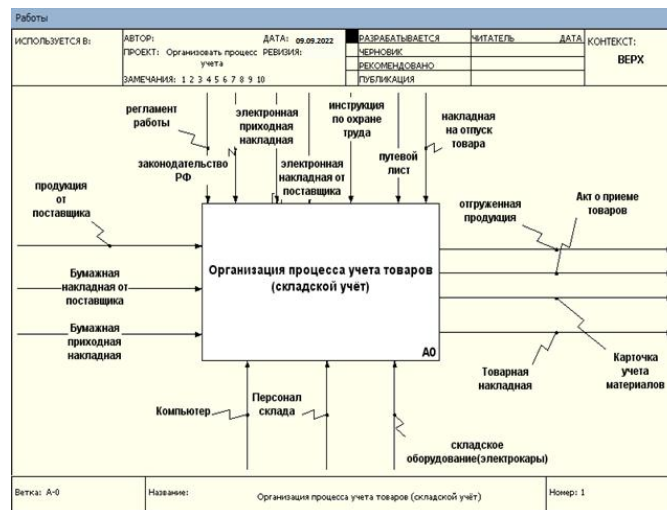 Работы
ИСПОЛЬЗУЕТСЯ В:
АВТОР:
ДАТА: 09.09.2022
ПРОЕКТ: Организовать процесс учета
РЕВИЗИЯ:
ЗАМЕЧАНИЯ: 1 2 3 4 5 6 7 8 9 10
РАЗРАБАТЫВАЕТСЯ
ЧЕРНОВИК
РЕКОМЕНДОВАНО
ПУБЛИКАЦИЯ
ЧИТАТЕЛЬ
ДАТА
КОНТЕКСТ:
ВЕРХ
регламент
работы
законодательство
РФ
электронная
приходная
накладная
электронная
накладная от
поставщика
инструкция
по охране
труда
путевой
лист
накладная
на отпуск
товара
продукция
от
поставщика
Бумажная
накладная от
поставщика
Бумажная
приходная
накладная
Организация процесса учета товаров
(складской учёт)
A0
отгруженная
продукция
Акт о приеме
товаров
Товарная
накладная
Карточка
учета
материалов
Компьютер
Персонал
склада
складское
оборудование(электрокары)
Ветка: A-0
Название:
Организация процесса учета товаров (складской учёт)
Номер: 1